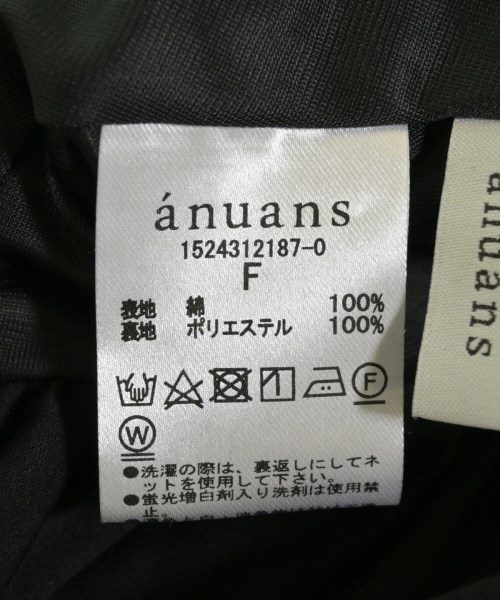 ánuans
1524312187-0
F
表地 綿 100%
裏地 ポリエステル 100%
F
W
●洗濯の際は、裏返しにしてネ
ットを使用して下さい。
●蛍光増白剤入り洗剤は使用禁
止。
anuans